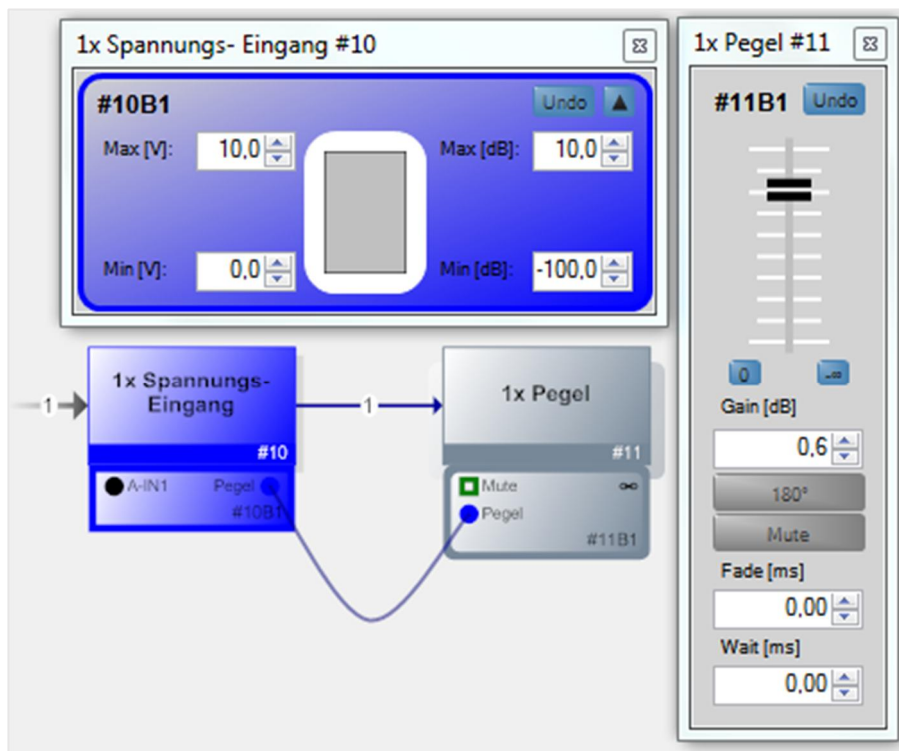 1x Spannungs- Eingang #10
#10B1
Undo
▲
Max [V]:
10,0
Max [dB]:
10,0
Min [V]:
0,0
Min [dB]:
-100,0
1x Pegel #11
#11B1
Undo
0
-∞
Gain [dB]
0,6
180°
Mute
Fade [ms]
0,00
Wait [ms]
0,00
1
1x Spannungs-
Eingang
#10
A-IN1
Pegel
#10B1
1
1x Pegel
#11
Mute
Pegel
#11B1